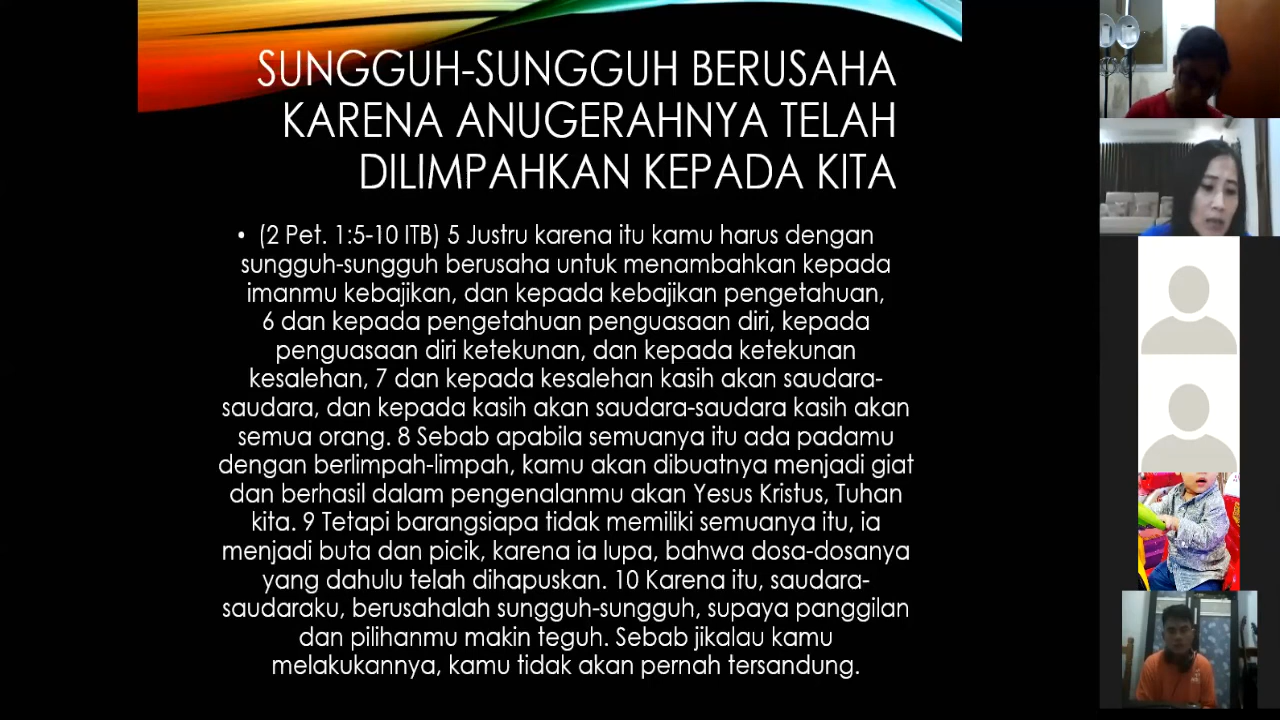 SUNGGUH-SUNGGUH BERUSAHA
KARENA ANUGERAHNYA TELAH
DILIMPAHKAN KEPADA KITA
• (2 Pet. 1:5-10 ITB) 5 Justru karena itu kamu harus dengan
sungguh-sungguh berusaha untuk menambahkan kepada
imanmu kebajikan, dan kepada kebajikan pengetahuan,
6 dan kepada pengetahuan penguasaan diri, kepada
penguasaan diri ketekunan, dan kepada ketekunan
kesalehan, 7 dan kepada kesalehan kasih akan saudara-
saudara, dan kepada kasih akan saudara-saudara kasih akan
semua orang. 8 Sebab apabila semuanya itu ada padamu
dengan berlimpah-limpah, kamu akan dibuatnya menjadi giat
dan berhasil dalam pengenalanmu akan Yesus Kristus, Tuhan
kita. 9 Tetapi barangsiapa tidak memiliki semuanya itu, ia
menjadi buta dan picik, karena ia lupa, bahwa dosa-dosanya
yang dahulu telah dihapuskan. 10 Karena itu, saudara-
saudaraku, berusahalah sungguh-sungguh, supaya panggilan
dan pilihanmu makin teguh. Sebab jikalau kamu
melakukannya, kamu tidak akan pernah tersandung.